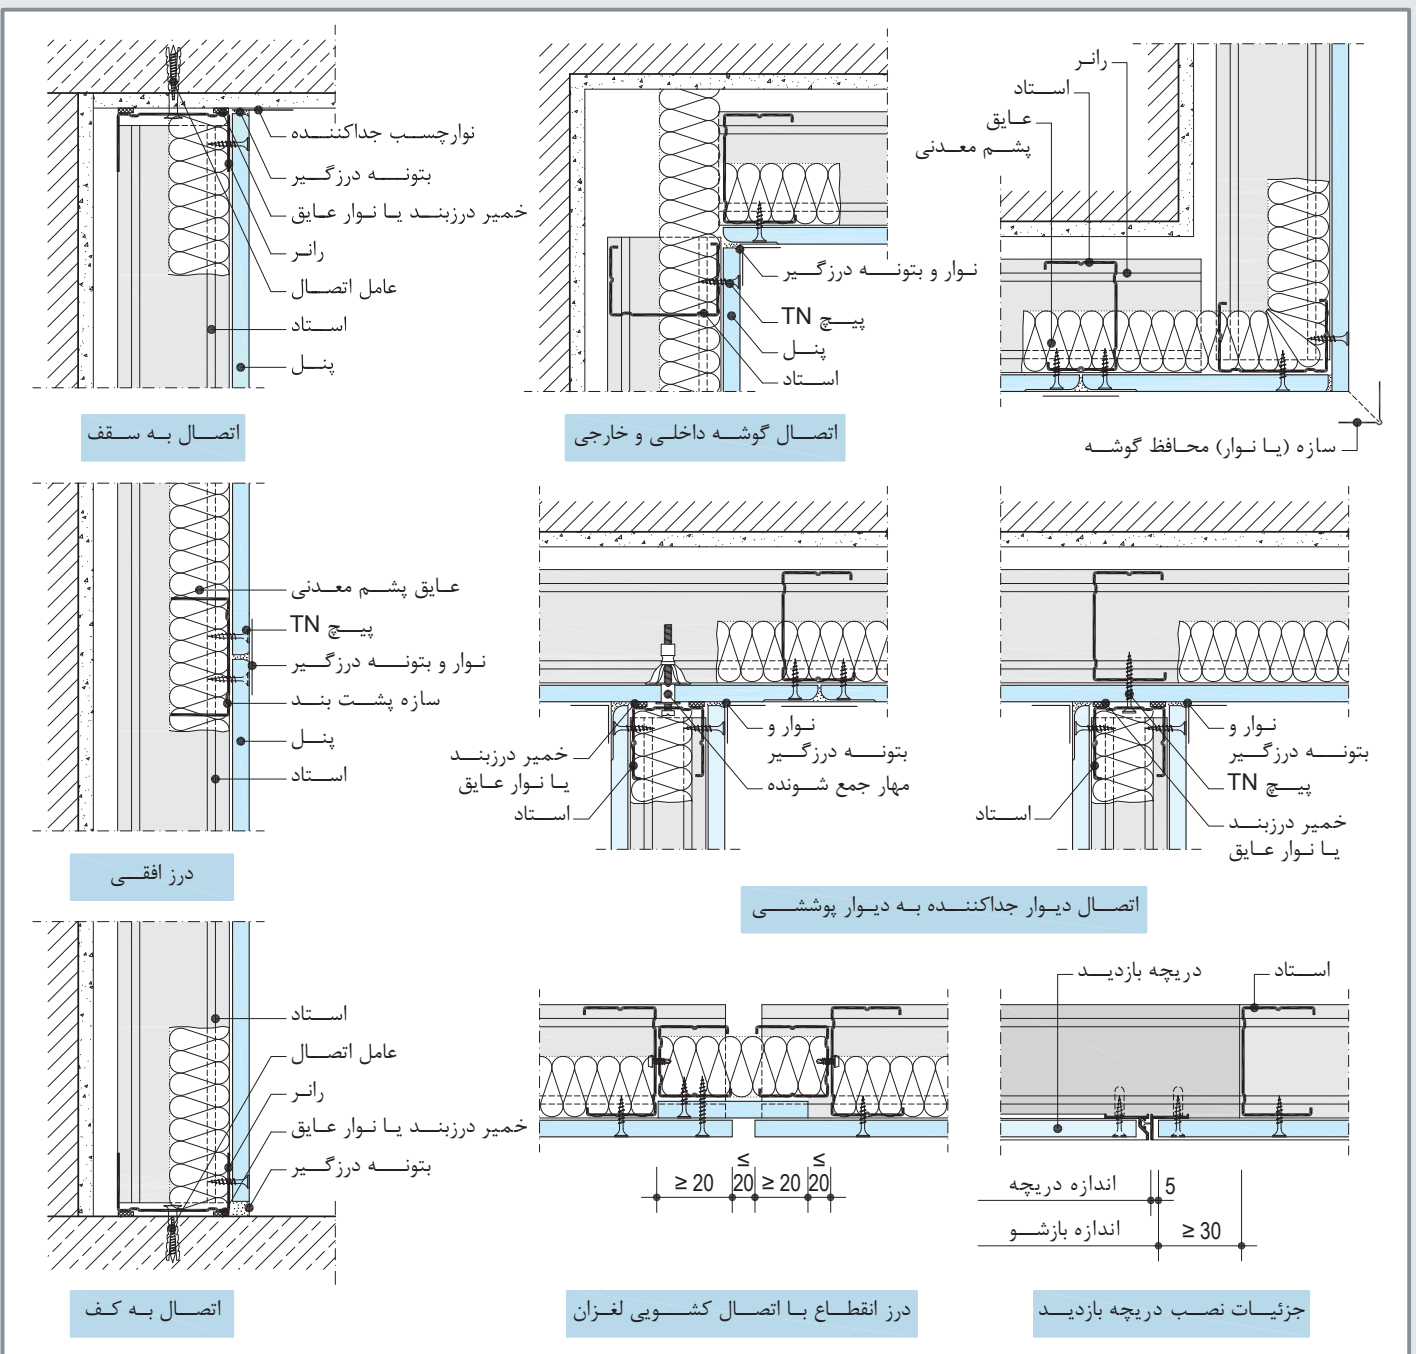 نوارچسب جداکننده
بتونه درزگیر
خمیر درزبند یا نوار عایق
رانر
عامل اتصال
استاد
پنل
اتصال به سقف
نوار و بتونه درزگیر
پیچ TN
پنل
استاد
اتصال گوشه داخلی و خارجی
رانر
استاد
عایق
پشم معدنی
سازه (یا نوار) محافظ گوشه
عایق پشم معدنی
پیچ TN
نوار و بتونه درزگیر
سازه پشت بند
پنل
استاد
درز افقی
خمیر درزبند
یا نوار عایق
استاد
نوار و
بتونه درزگیر
مهار جمع شونده
استاد
نوار و
بتونه درزگیر
پیچ TN
خمیر درزبند
یا نوار عایق
اتصال دیوار جداکننده به دیوار پوششی
استاد
عامل اتصال
رانر
خمیر درزبند یا نوار عایق
بتونه درزگیر
اتصال به کف
≥ 20
≤ 20
≥ 20
≤ 20
درز انقطاع با اتصال کشویی لغزان
دریچه بازدید
استاد
اندازه دریچه
5
اندازه بازشو
≥ 30
جزئیات نصب دریچه بازدید